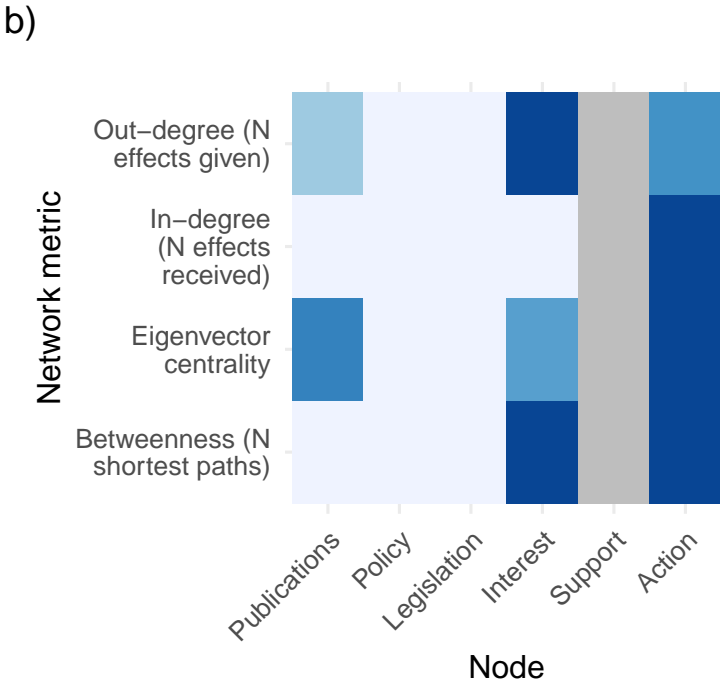 b)
Network metric
Out−degree (N
effects given)
In−degree
(N effects
received)
Eigenvector
centrality
Betweenness (N
shortest paths)
Publications
Policy
Legislation
Interest
Support
Action
Node